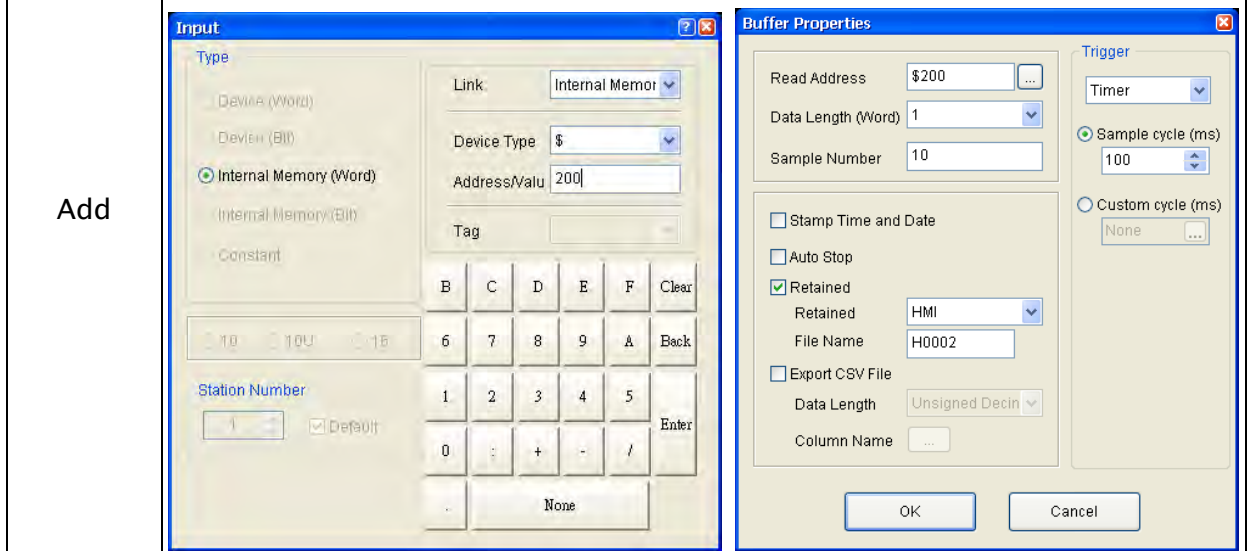 Add
Input
Type
Device (Word)
Device (Bit)
Internal Memory (Word)
Internal Memory (Bit)
Constant
10 10U 16
Station Number
1 Default
Link Internal Memor
Device Type $
Address/Valu 200
Tag
B C D E F Clear
6 7 8 9 A Back
1 2 3 4 5
Enter
0 : + - /
. None
Buffer Properties
Read Address $200 ...
Data Length (Word) 1
Sample Number 10
Stamp Time and Date
Auto Stop
Retained
Retained HMI
File Name H0002
Export CSV File
Data Length Unsigned Decin
Column Name ...
Trigger
Timer
Sample cycle (ms)
100
Custom cycle (ms)
None ...
OK Cancel